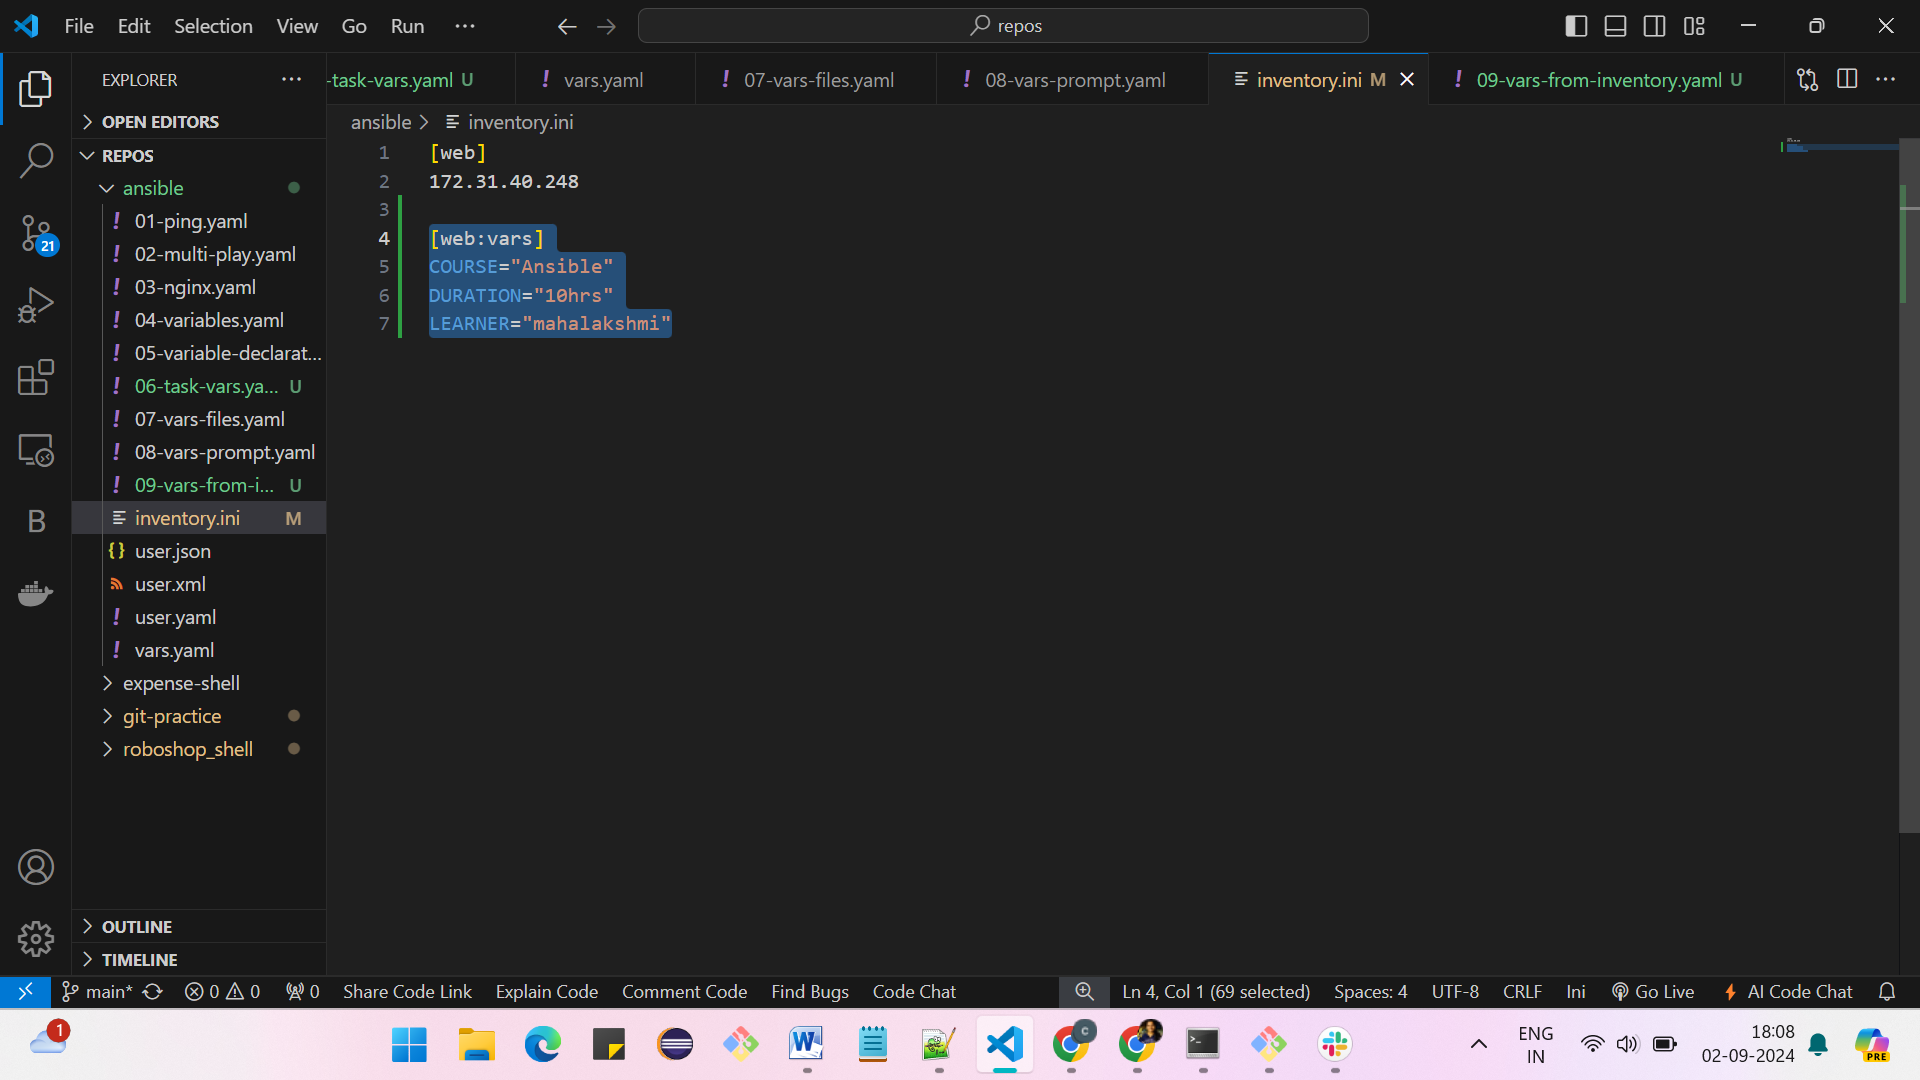 File Edit Selection View Go Run ··· repos
EXPLORER ···
-task-vars.yaml U
! vars.yaml
! 07-vars-files.yaml
! 08-vars-prompt.yaml
inventory.ini M
! 09-vars-from-inventory.yaml U
OPEN EDITORS
REPOS
ansible
! 01-ping.yaml
! 02-multi-play.yaml
! 03-nginx.yaml
! 04-variables.yaml
! 05-variable-declarat...
! 06-task-vars.ya... U
! 07-vars-files.yaml
! 08-vars-prompt.yaml
! 09-vars-from-i... U
inventory.ini M
{} user.json
user.xml
! user.yaml
! vars.yaml
expense-shell
git-practice
roboshop_shell
OUTLINE
TIMELINE
21
B
ansible > inventory.ini
1 [web]
2 172.31.40.248
3
4 [web:vars]
5 COURSE="Ansible"
6 DURATION="10hrs"
7 LEARNER="mahalakshmi"
main* 0 0 0 Share Code Link Explain Code Comment Code Find Bugs Code Chat Ln 4, Col 1 (69 selected) Spaces: 4 UTF-8 CRLF Ini Go Live AI Code Chat
1
W
C
ENG
IN
18:08
02-09-2024
PRE